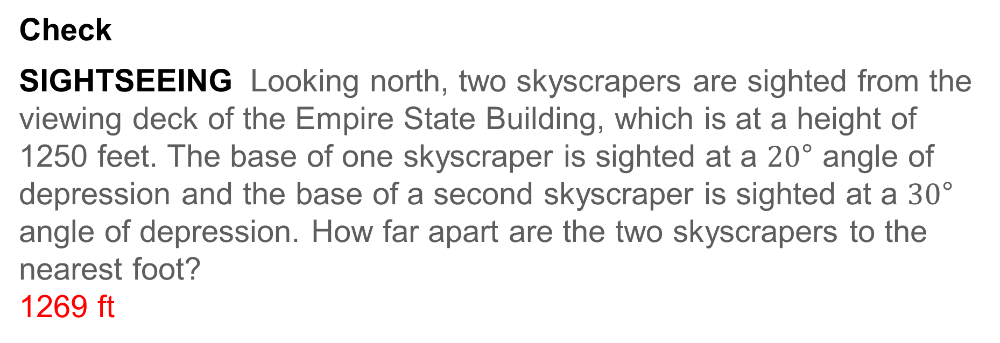 Check
SIGHTSEEING Looking north, two skyscrapers are sighted from the
viewing deck of the Empire State Building, which is at a height of
1250 feet. The base of one skyscraper is sighted at a 20° angle of
depression and the base of a second skyscraper is sighted at a 30°
angle of depression. How far apart are the two skyscrapers to the
nearest foot?
1269 ft